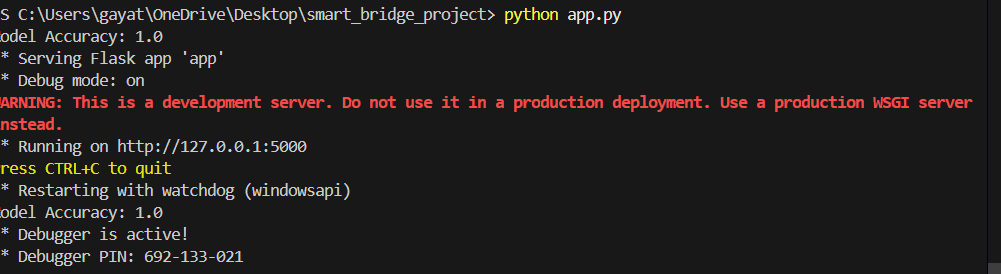 S C:\Users\gayat\OneDrive\Desktop\smart_bridge_project> python app.py
odel Accuracy: 1.0
* Serving Flask app 'app'
* Debug mode: on
ARNING: This is a development server. Do not use it in a production deployment. Use a production WSGI server
nstead.
* Running on http://127.0.0.1:5000
ress CTRL+C to quit
* Restarting with watchdog (windowsapi)
odel Accuracy: 1.0
* Debugger is active!
* Debugger PIN: 692-133-021